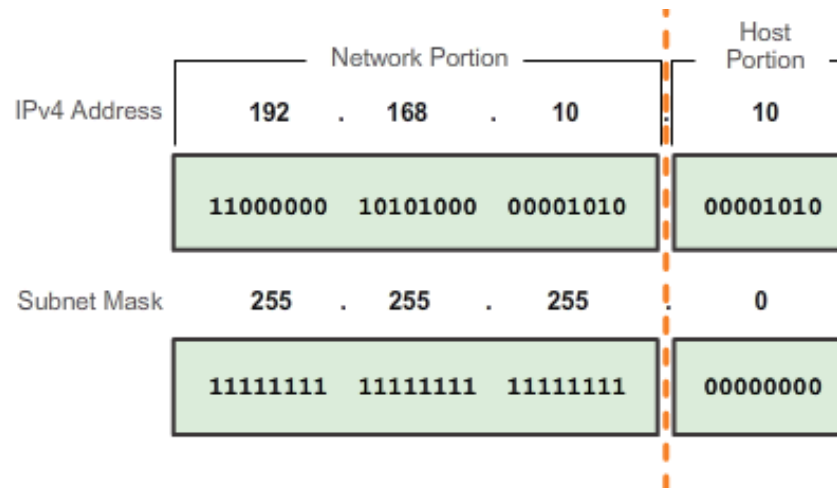 Network Portion
Host
Portion
IPv4 Address 192 . 168 . 10 . 10
11000000 10101000 00001010 00001010
Subnet Mask 255 . 255 . 255 . 0
11111111 11111111 11111111 00000000